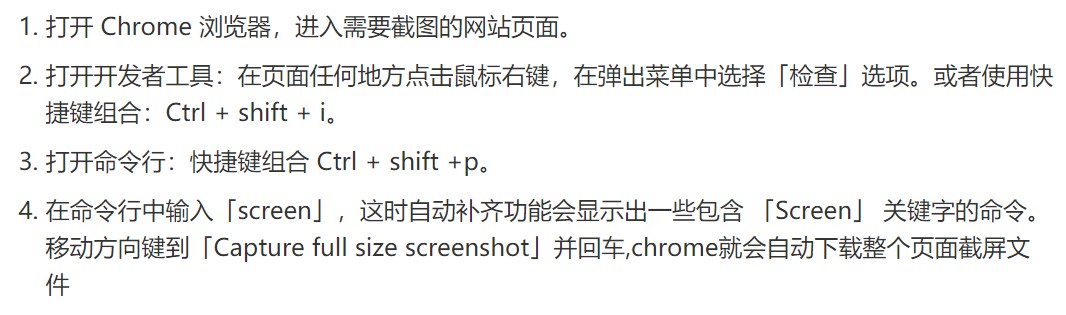 1. 打开 Chrome 浏览器，进入需要截图的网站页面。
2. 打开开发者工具：在页面任何地方点击鼠标右键，在弹出菜单中选择「检查」选项。或者使用快
捷键组合：Ctrl + shift + i。
3. 打开命令行：快捷键组合 Ctrl + shift +p。
4. 在命令行中输入「screen」，这时自动补齐功能会显示出一些包含 「Screen」 关键字的命令。
移动方向键到「Capture full size screenshot」并回车,chrome就会自动下载整个页面截屏文
件